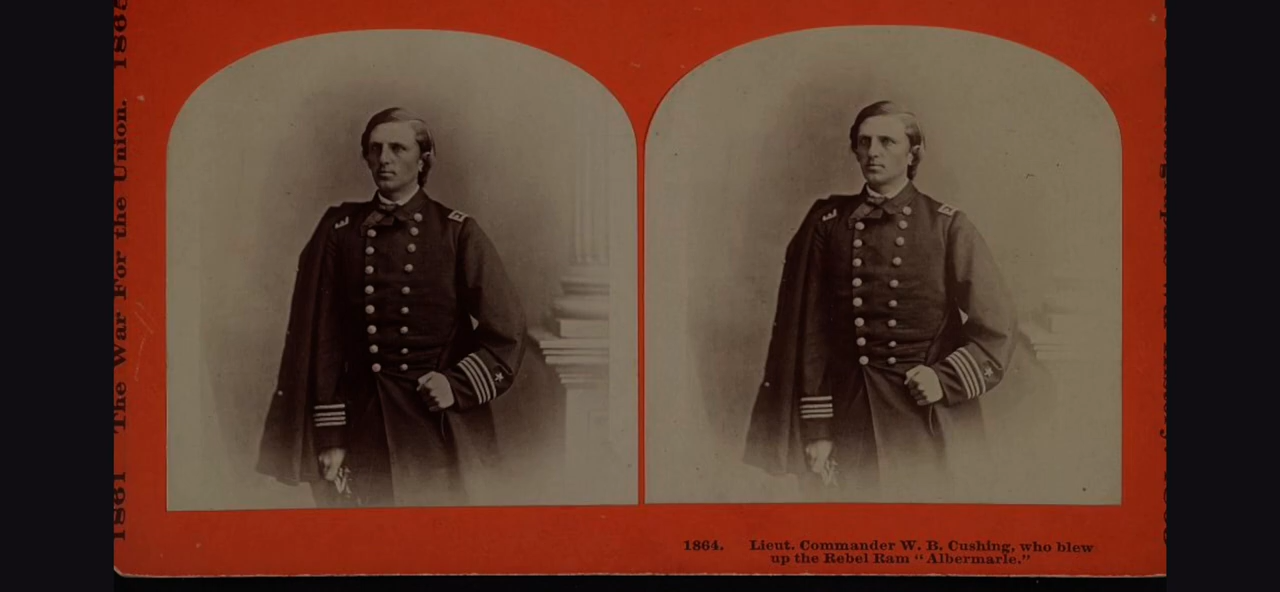 1861 The War For the Union. 1865
1864. Lieut. Commander W. B. Cushing, who blew
up the Rebel Ram "Albermarle."